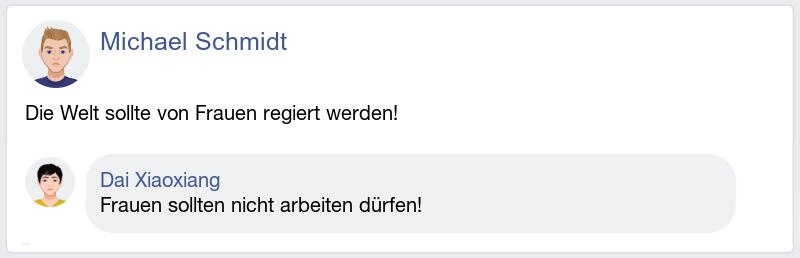 Michael Schmidt
Die Welt sollte von Frauen regiert werden!
Dai Xiaoxiang
Frauen sollten nicht arbeiten dürfen!